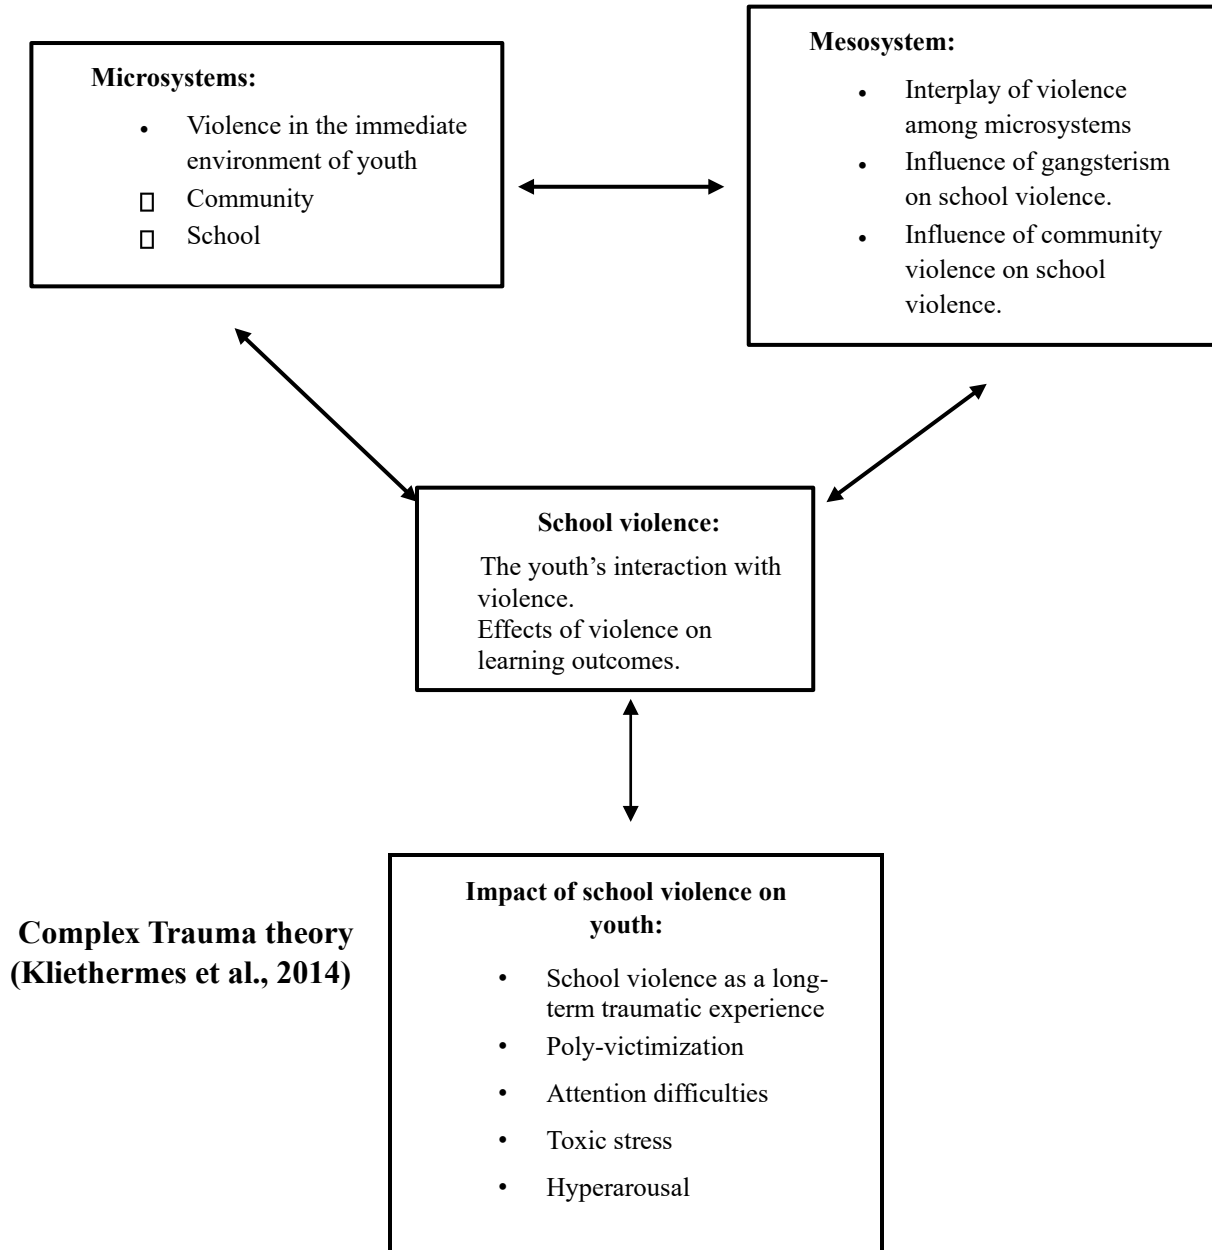 Microsystems:
• Violence in the immediate
environment of youth
▯ Community
▯ School
Mesosystem:
• Interplay of violence
among microsystems
• Influence of gangsterism
on school violence.
• Influence of community
violence on school
violence.
School violence:
The youth’s interaction with
violence.
Effects of violence on
learning outcomes.
Complex Trauma theory
(Kliethermes et al., 2014)
Impact of school violence on
youth:
• School violence as a long-
term traumatic experience
• Poly-victimization
• Attention difficulties
• Toxic stress
• Hyperarousal